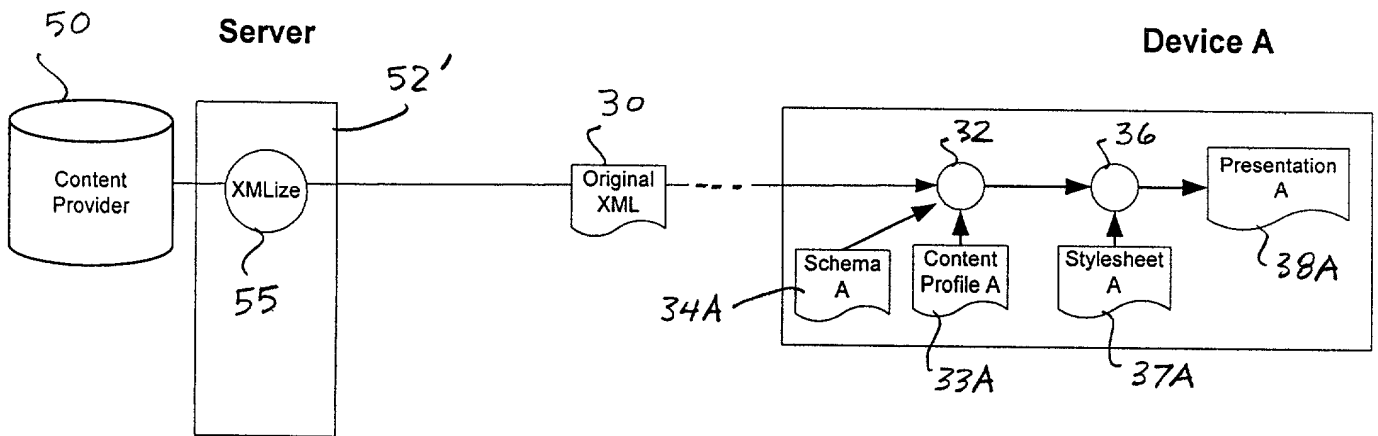 50
Server
52'
Device A
Content
Provider
XMLize
55
30
Original
XML
32
36
Presentation
A
38A
Schema
A
34A
Content
Profile A
33A
Stylesheet
A
37A